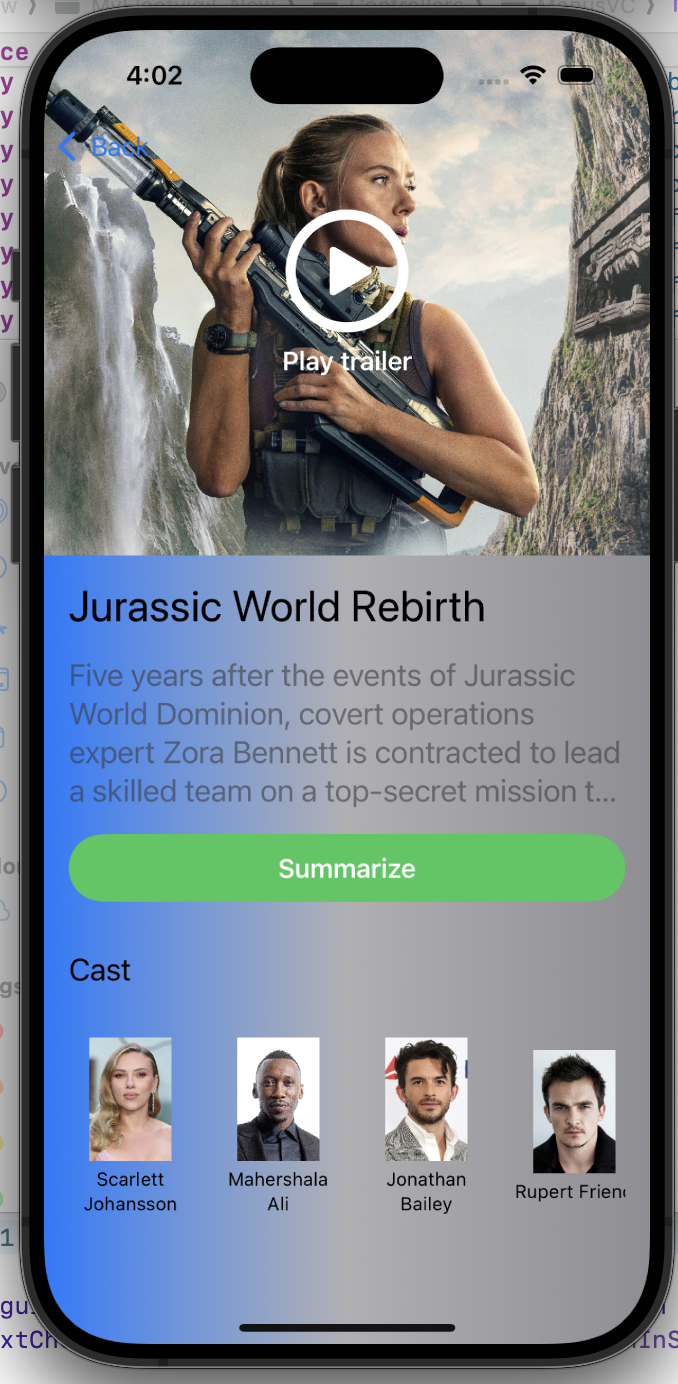 ce
y
y
y
y
y
y
y
y
4:02
Back
Play trailer
Jurassic World Rebirth
Five years after the events of Jurassic
World Dominion, covert operations
expert Zora Bennett is contracted to lead
a skilled team on a top-secret mission t...
Summarize
Cast
Scarlett
Johansson
Mahershala
Ali
Jonathan
Bailey
Rupert Frien